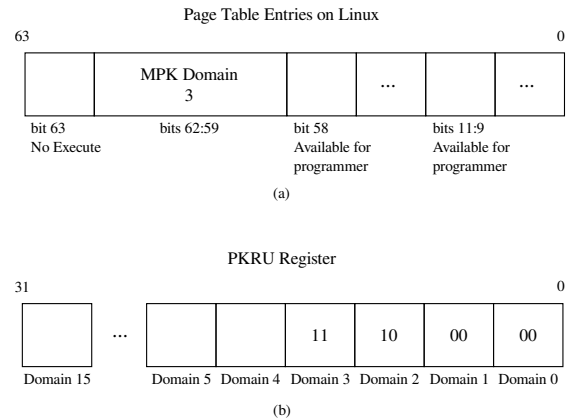 Page Table Entries on Linux
63 0
MPK Domain ... ...
3
bit 63 bits 62:59 bit 58 bits 11:9
No Execute Available for Available for
programmer programmer
(a)
PKRU Register
31 0
... 11 10 00 00
Domain 15 Domain 5 Domain 4 Domain 3 Domain 2 Domain 1 Domain 0
(b)